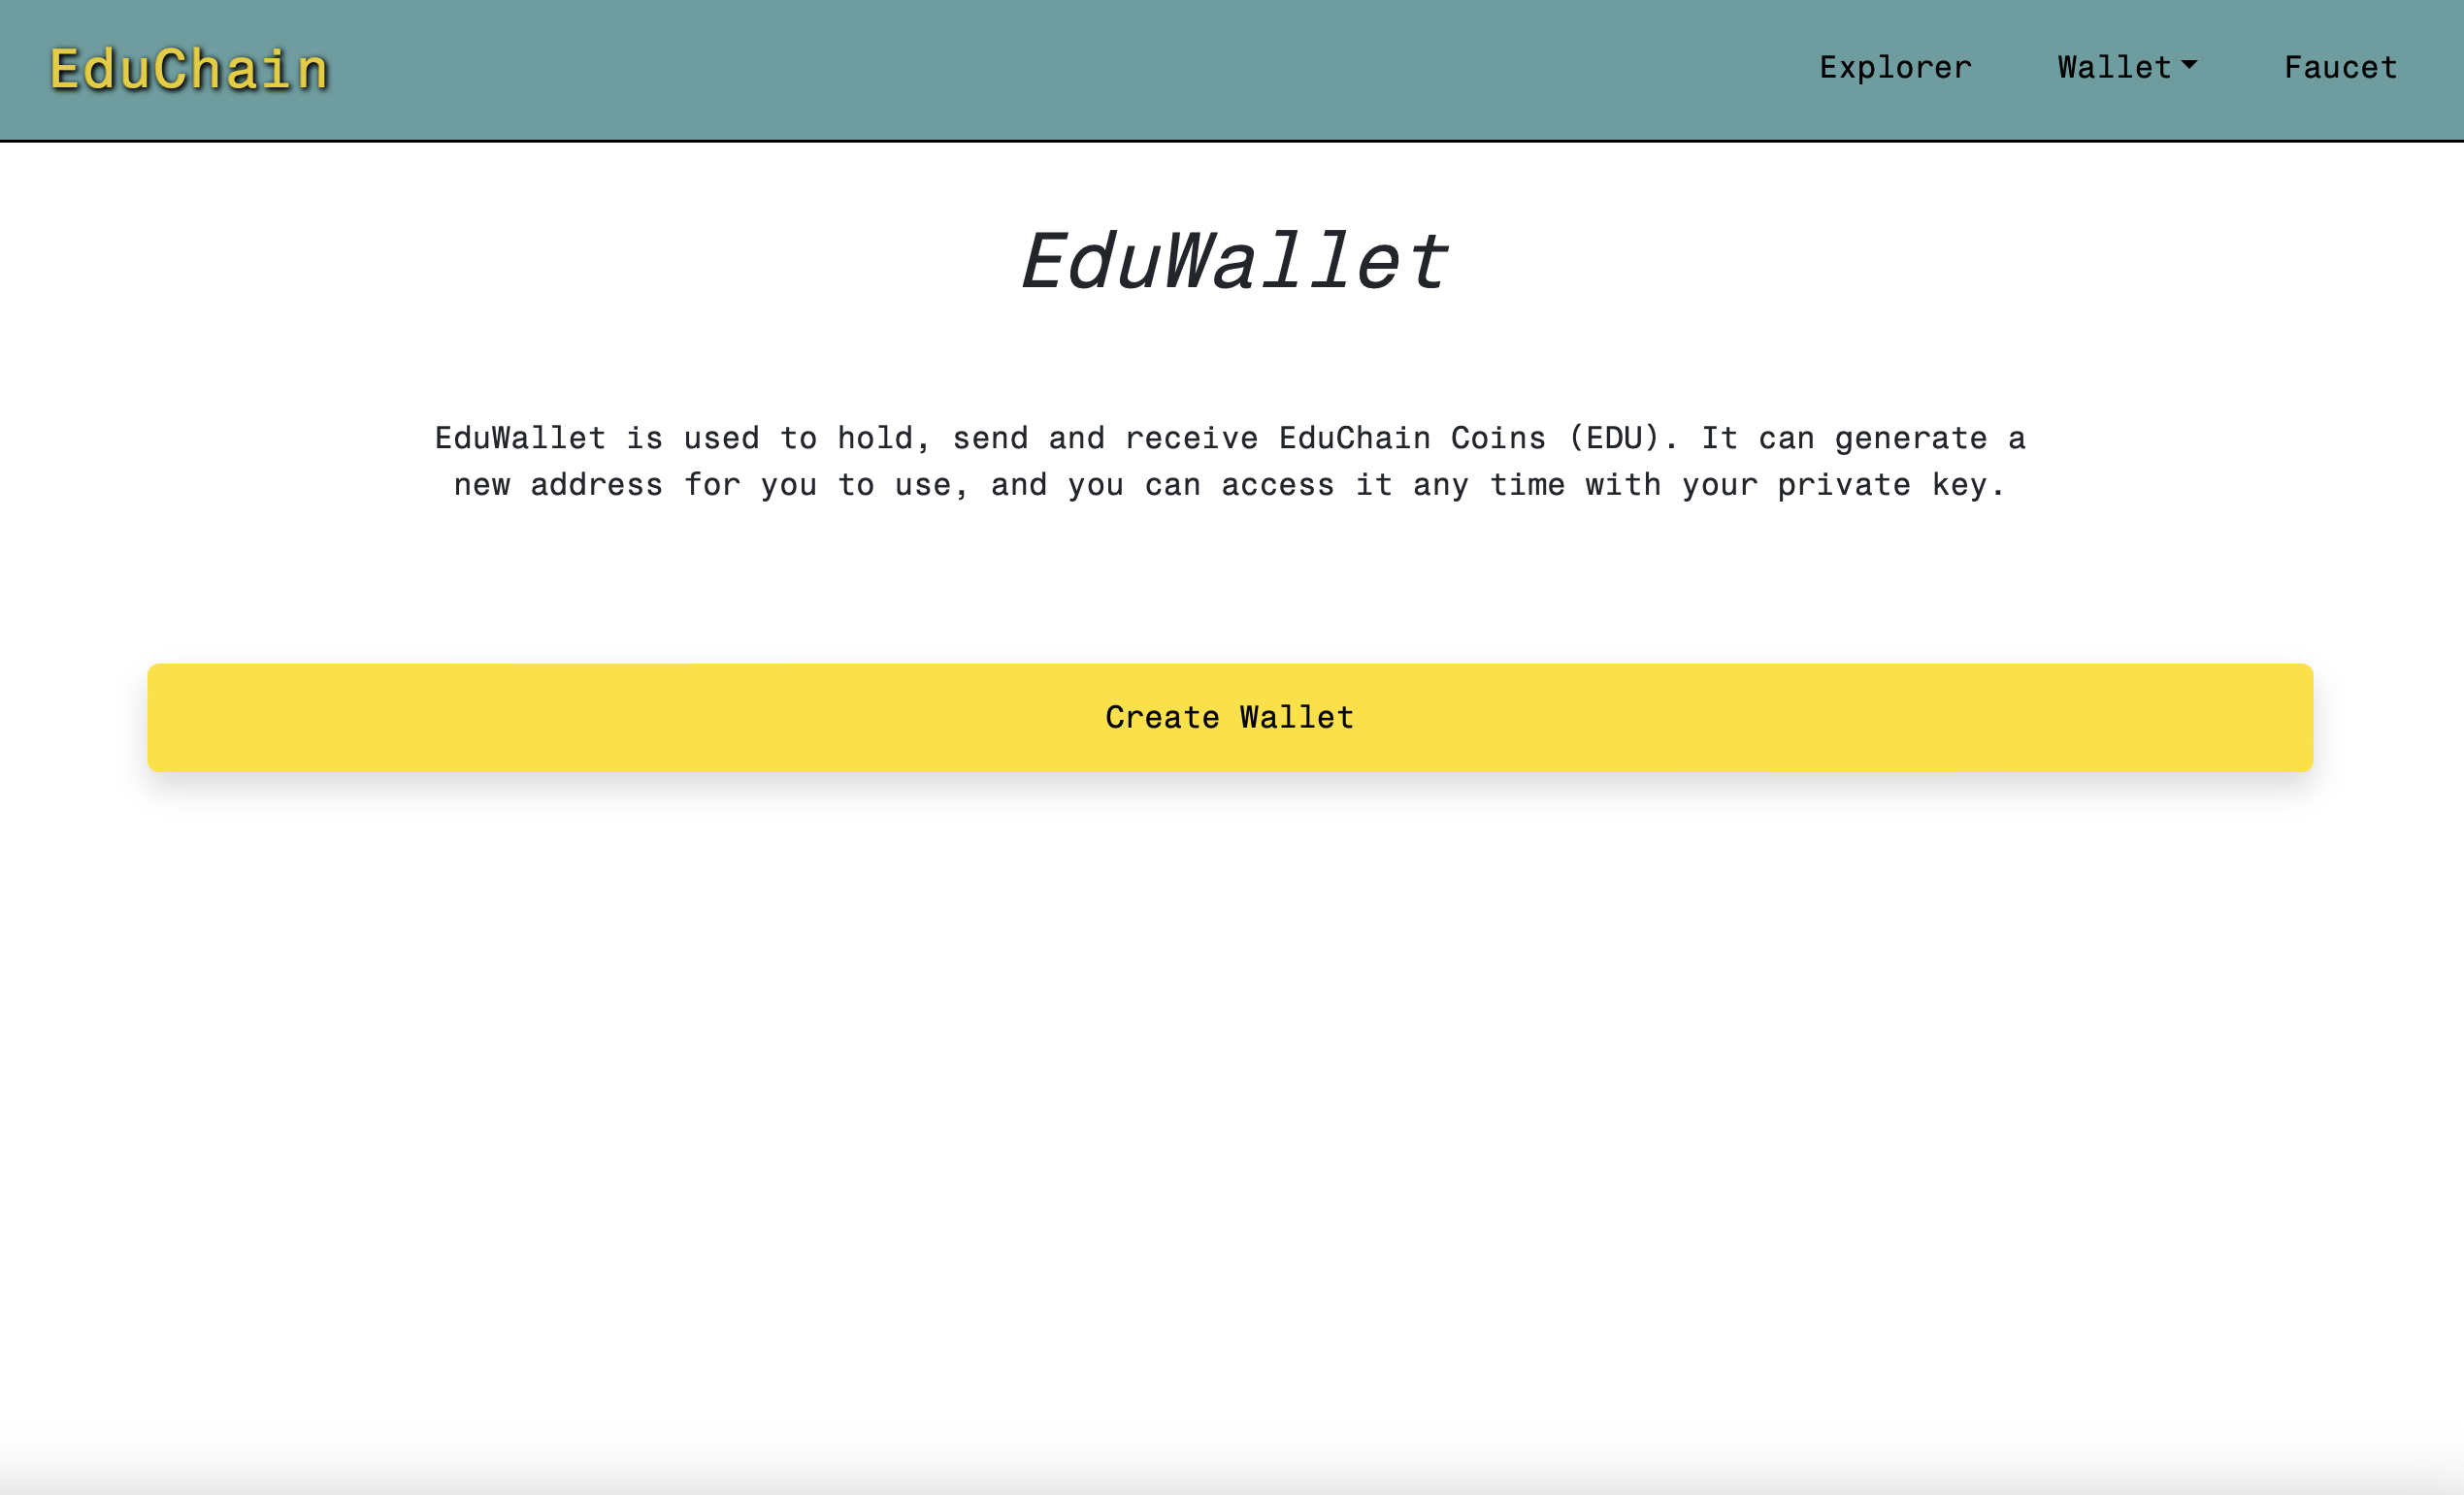 EduChain
Explorer
Wallet
Faucet
EduWallet
EduWallet is used to hold, send and receive EduChain Coins (EDU). It can generate a
new address for you to use, and you can access it any time with your private key.
Create Wallet